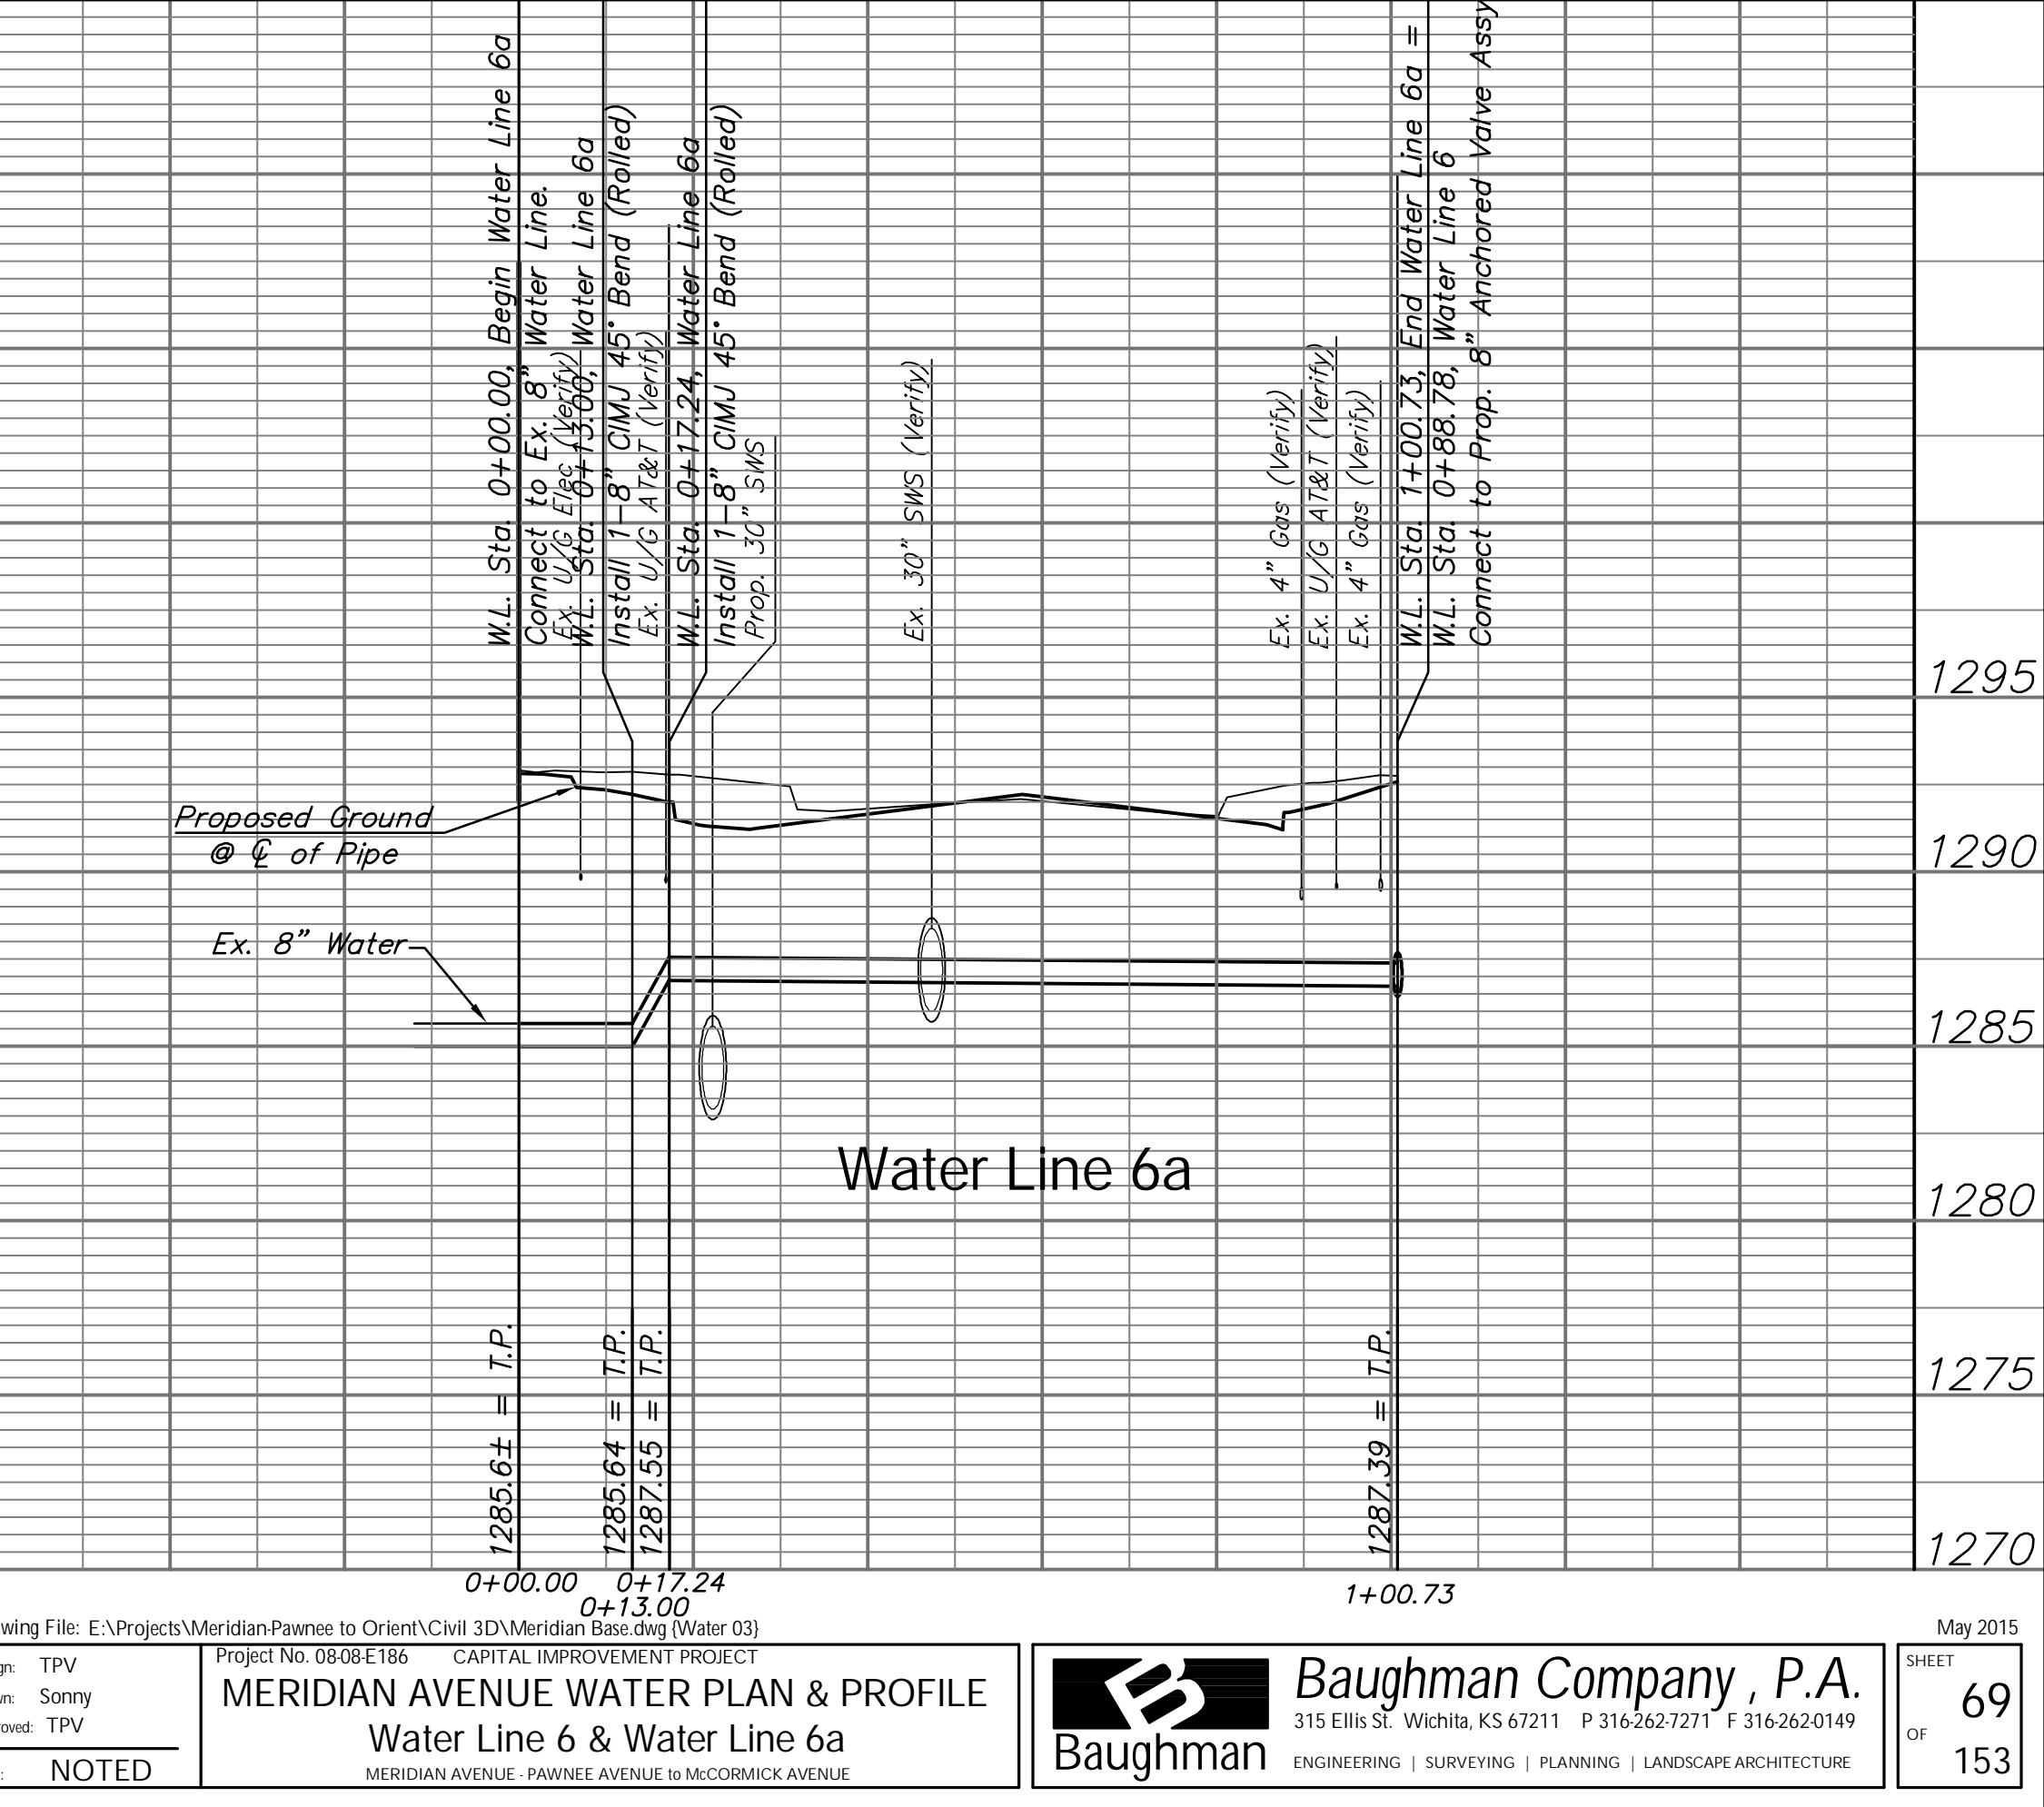 W.L. Sta. 0+00.00, Begin Water Line 6a
Connect to Ex. 8" Water Line.
Ex. U/G Elec (Verify)
W.L. Sta. 0+13.00, Water Line 6a
Install 1-8" CIMJ 45° Bend (Rolled)
Ex. U/G AT&T (Verify)
W.L. Sta. 0+17.24, Water Line 6a
Install 1-8" CIMJ 45° Bend (Rolled)
Prop. 30" SWS
Ex. 30" SWS (Verify)
Ex. 4" Gas (Verify)
Ex. U/G AT&T (Verify)
Ex. 4" Gas (Verify)
W.L. Sta. 1+00.73, End Water Line 6a =
W.L. Sta. 0+88.78, Water Line 6
Connect to Prop. 8" Anchored Valve Assy
1295
Proposed Ground
@ ℄ of Pipe
1290
Ex. 8" Water
1285
Water Line 6a
1280
1275
1285.6± = T.P.
1285.64 = T.P.
1287.55 = T.P.
1287.39 = T.P.
1270
0+00.00
0+13.00
0+17.24
1+00.73
wing File: E:\Projects\Meridian-Pawnee to Orient\Civil 3D\Meridian Base.dwg {Water 03}
May 2015
gn: TPV
wn: Sonny
roved: TPV
: NOTED
Project No. 08-08-E186 CAPITAL IMPROVEMENT PROJECT
MERIDIAN AVENUE WATER PLAN & PROFILE
Water Line 6 & Water Line 6a
MERIDIAN AVENUE - PAWNEE AVENUE to McCORMICK AVENUE
B
Baughman
Baughman Company, P.A.
315 Ellis St. Wichita, KS 67211 P 316-262-7271 F 316-262-0149
ENGINEERING | SURVEYING | PLANNING | LANDSCAPE ARCHITECTURE
SHEET
69
OF
153